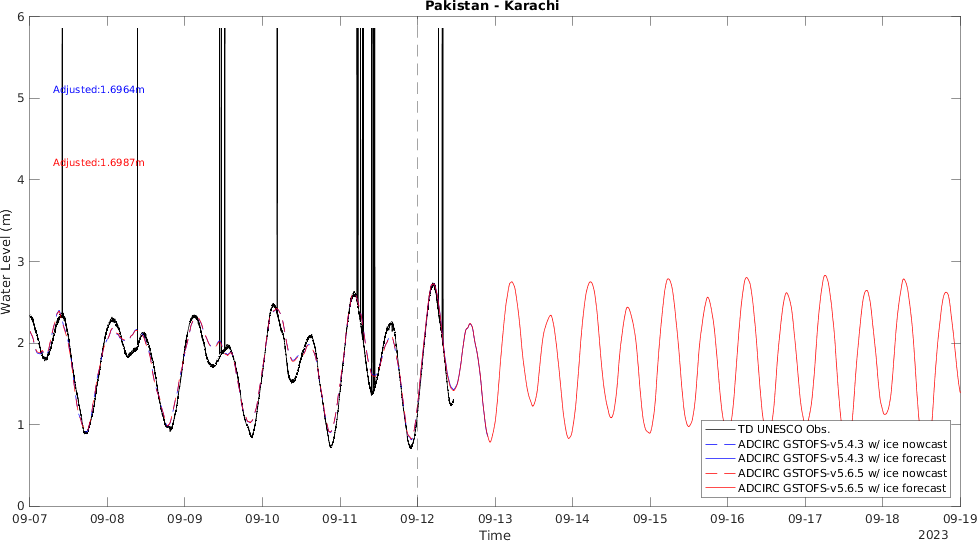 Pakistan - Karachi
6
5
4
3
2
1
0
Water Level (m)
Adjusted:1.6964m
Adjusted:1.6987m
TD UNESCO Obs.
ADCIRC GSTOFS-v5.4.3 w/ ice nowcast
ADCIRC GSTOFS-v5.4.3 w/ ice forecast
ADCIRC GSTOFS-v5.6.5 w/ ice nowcast
ADCIRC GSTOFS-v5.6.5 w/ ice forecast
09-07 09-08 09-09 09-10 09-11 09-12 09-13 09-14 09-15 09-16 09-17 09-18 09-19
Time
2023